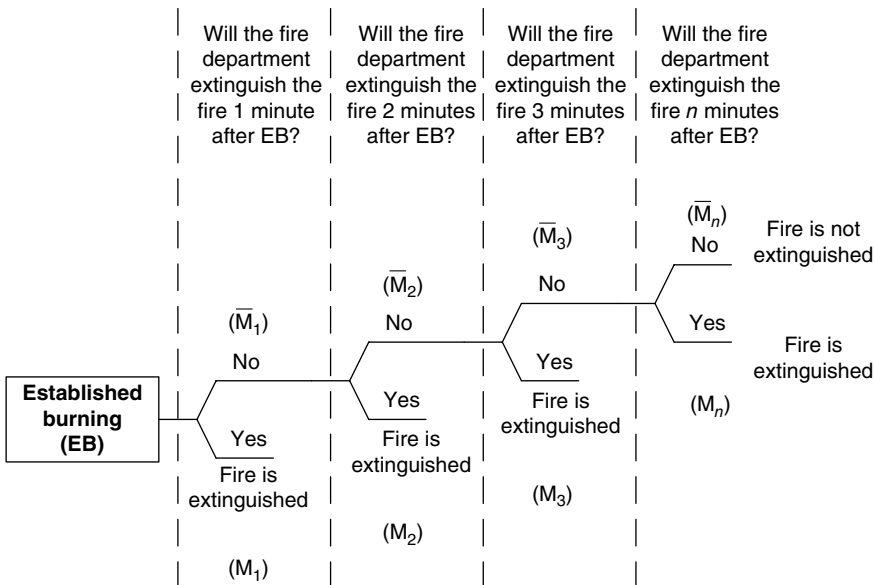 Will the fire
department
extinguish the
fire 1 minute
after EB?
Will the fire
department
extinguish the
fire 2 minutes
after EB?
Will the fire
department
extinguish the
fire 3 minutes
after EB?
Will the fire
department
extinguish the
fire n minutes
after EB?
(M̅n)
No
Fire is not
extinguished
(M̅3)
No
Yes
Fire is
extinguished
(Mn)
(M̅2)
No
Yes
Fire is
extinguished
(M3)
(M̅1)
No
Yes
Fire is
extinguished
(M2)
Established
burning
(EB)
Yes
Fire is
extinguished
(M1)